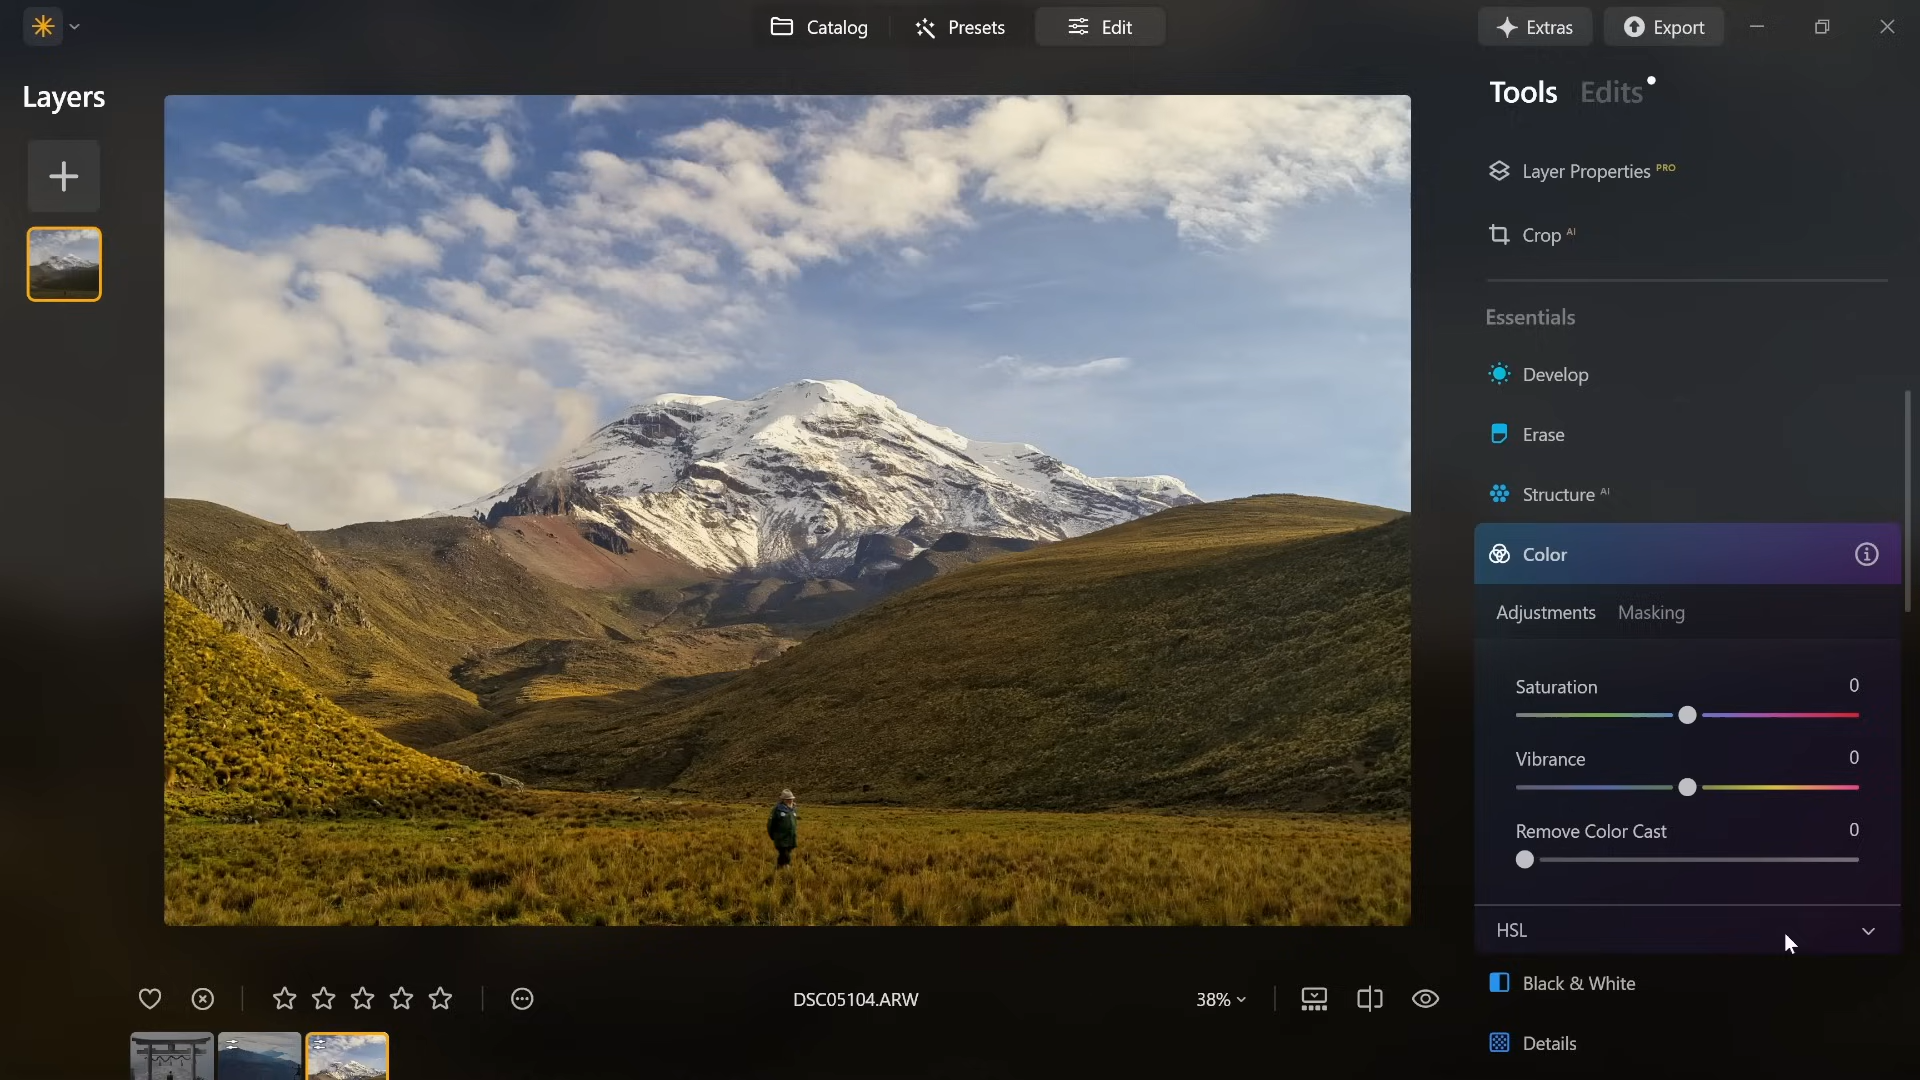 Catalog
Presets
Edit
Extras
Export
Layers
Tools
Edits
Layer Properties PRO
Crop AI
Essentials
Develop
Erase
Structure AI
Color
Adjustments
Masking
Saturation 0
Vibrance 0
Remove Color Cast 0
HSL
Black & White
Details
DSC05104.ARW
38%